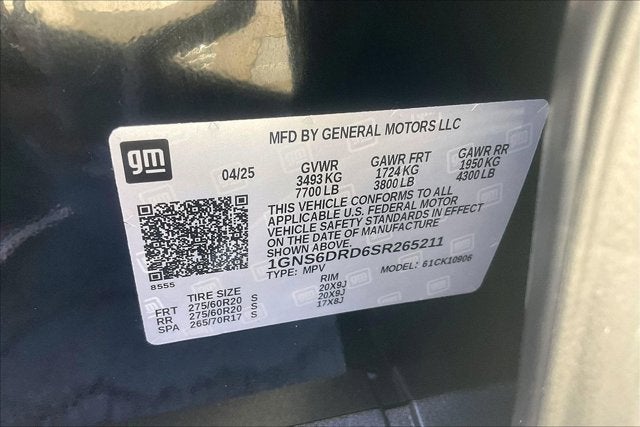 MFD BY GENERAL MOTORS LLC
gm
04/25 GVWR GAWR FRT GAWR RR
3493 KG 1724 KG 1950 KG
7700 LB 3800 LB 4300 LB
THIS VEHICLE CONFORMS TO ALL
APPLICABLE U.S. FEDERAL MOTOR
VEHICLE SAFETY STANDARDS IN EFFECT
ON THE DATE OF MANUFACTURE
SHOWN ABOVE.
1GNS6DRD6SR265211
TYPE: MPV MODEL: 61CK10906
8555
TIRE SIZE RIM
FRT 275/60R20 S 20X9J
RR 275/60R20 S 20X9J
SPA 265/70R17 S 17X8J